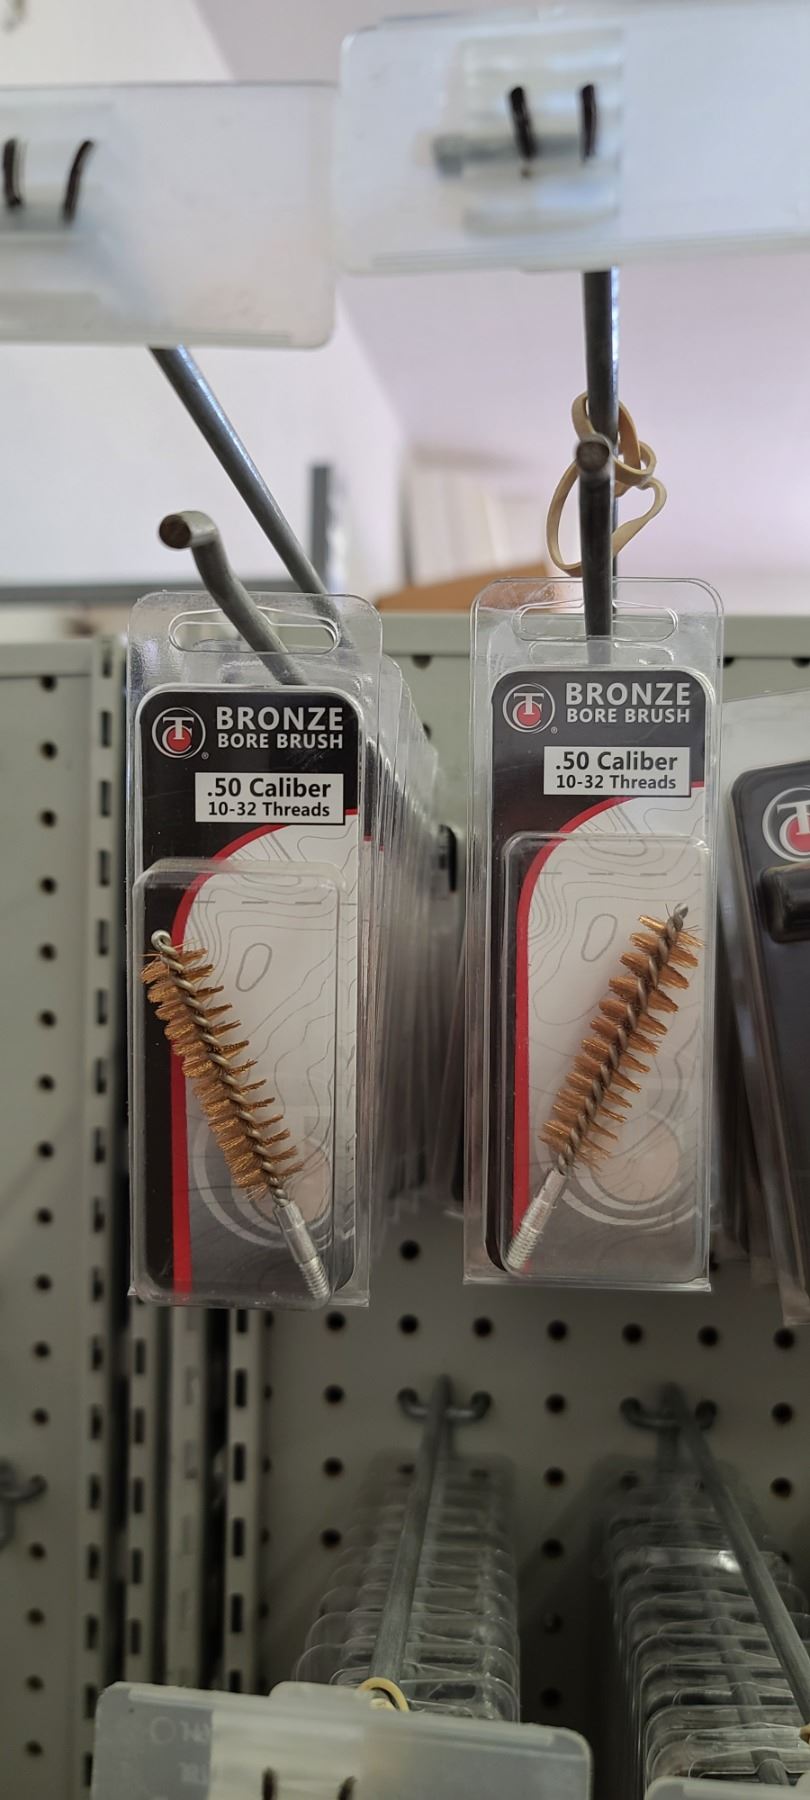 BRONZE
BORE BRUSH
.50 Caliber
10-32 Threads
BRONZE
BORE BRUSH
.50 Caliber
10-32 Threads